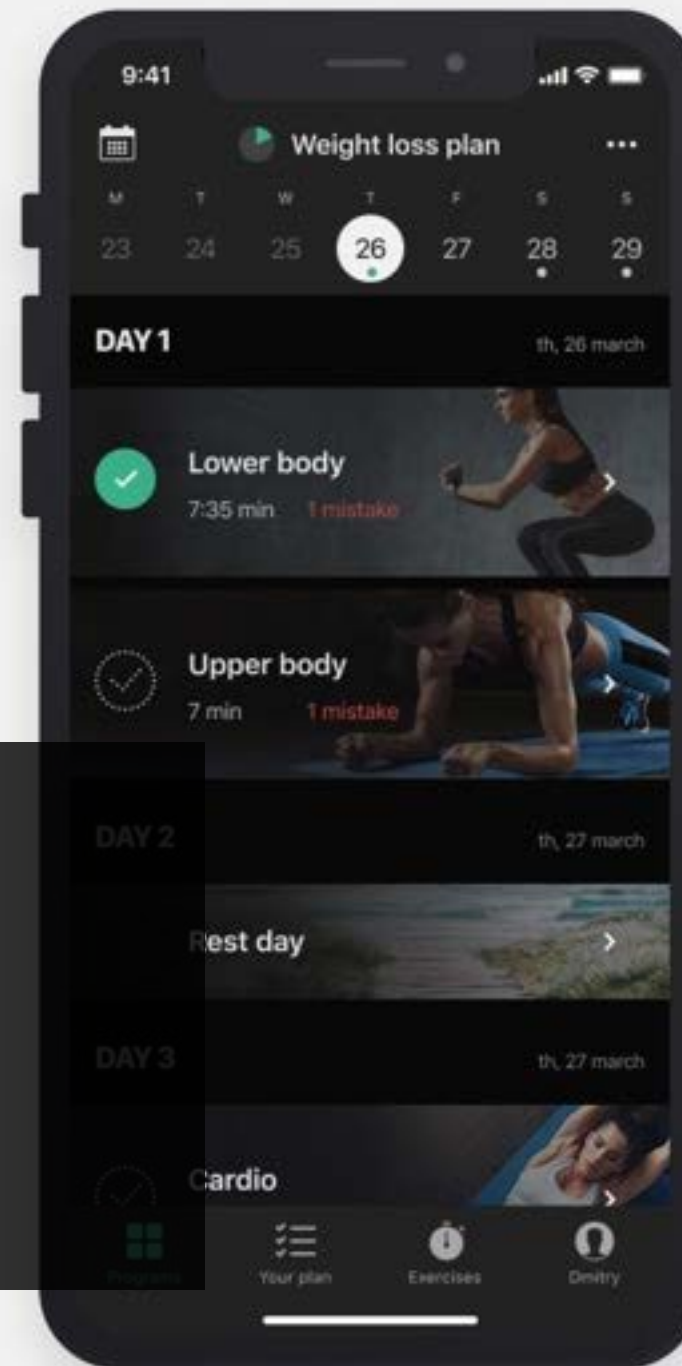 9:41
Weight loss plan
M T W T F S S
23 24 25 26 27 28 29
DAY 1 th, 26 march
Lower body
7:35 min 1 mistake
Upper body
7 min 1 mistake
DAY 2 th, 27 march
Rest day
DAY 3 th, 27 march
Cardio
Programs Your plan Exercises Dmitry